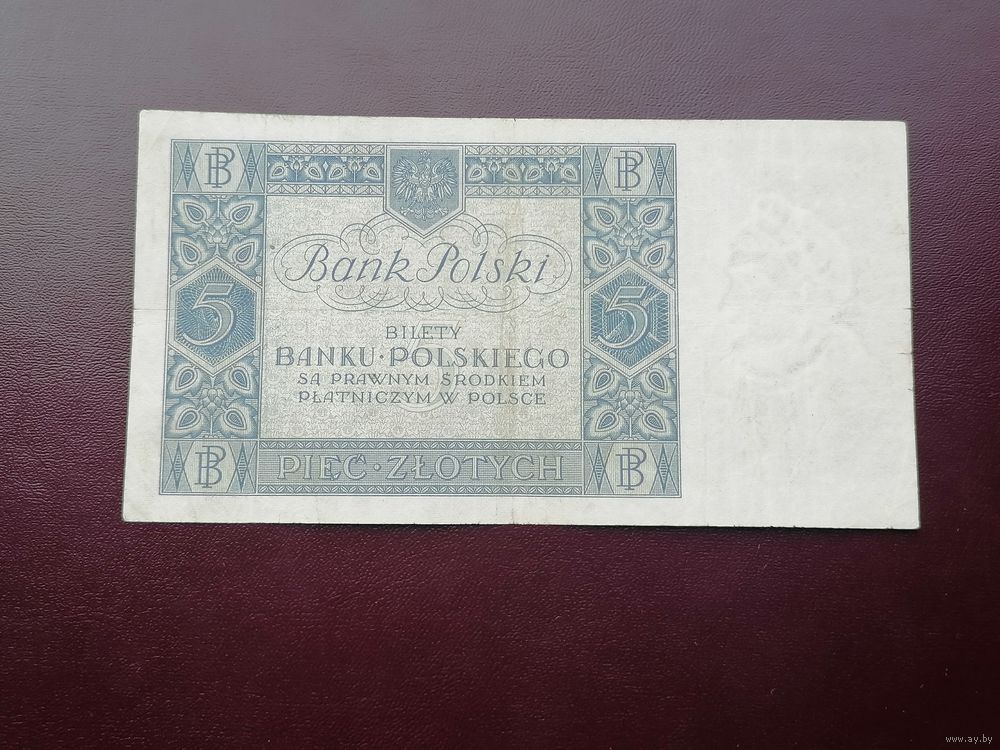 BP BP
Bank Polski
5 5
BILETY
BANKU·POLSKIEGO
SĄ PRAWNYM ŚRODKIEM
PŁATNICZYM W POLSCE
BP PIĘĆ·ZŁOTYCH BP
www.ay.by